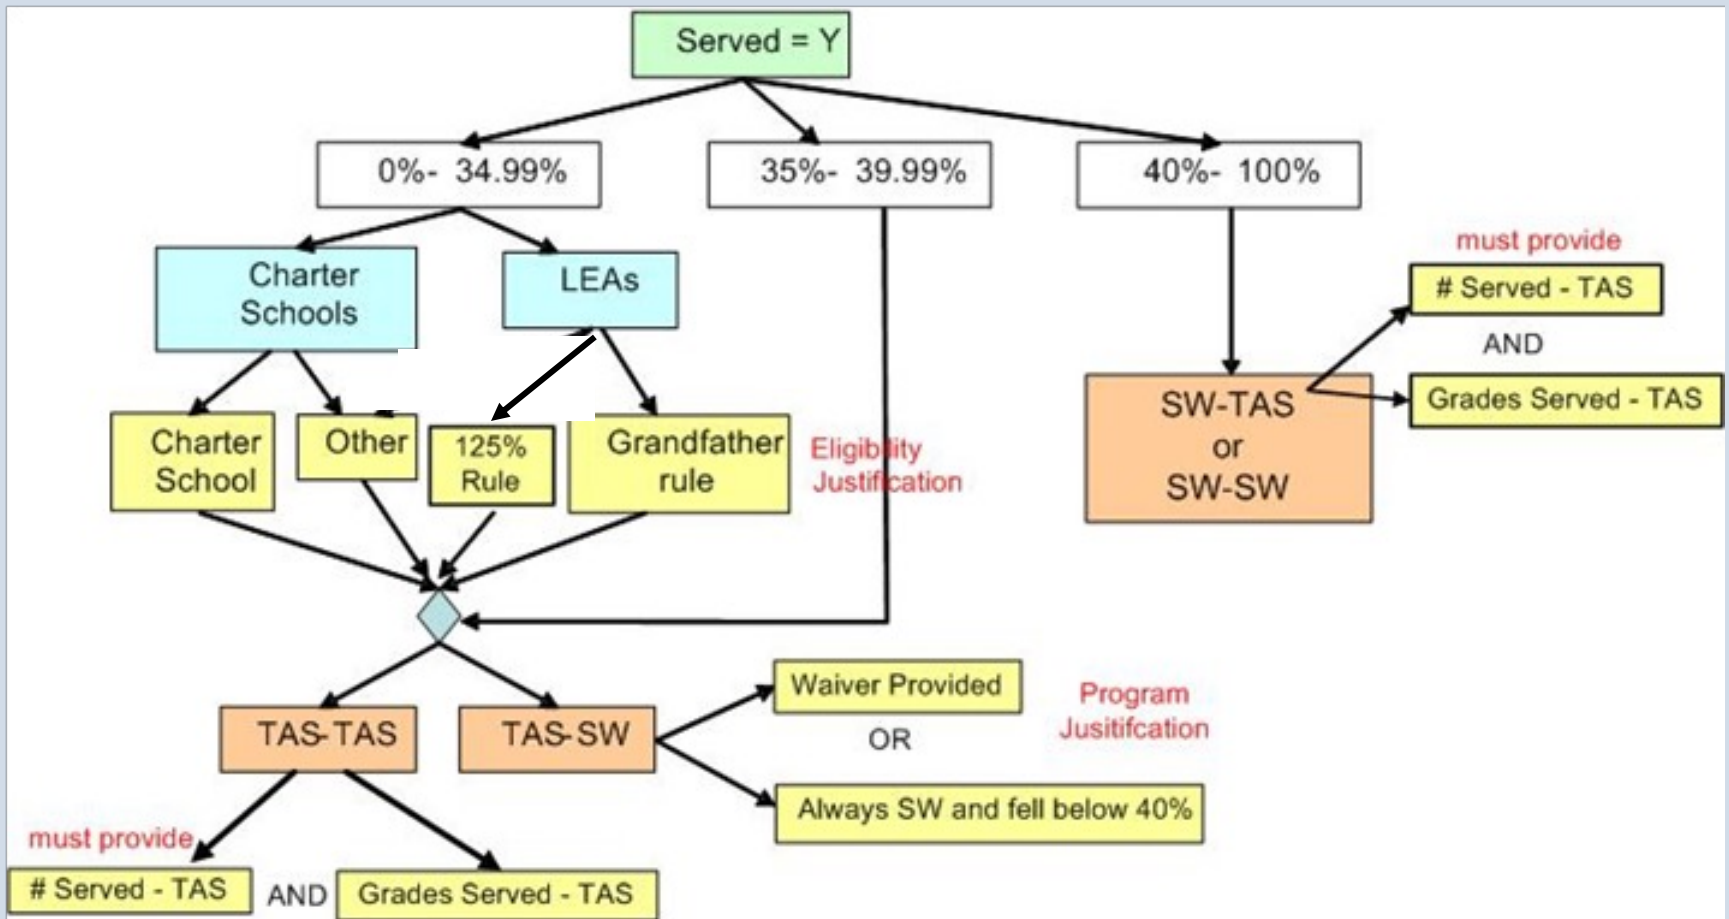 Served = Y
0%- 34.99%
35%- 39.99%
40%- 100%
must provide
# Served - TAS
AND
Grades Served - TAS
Charter
Schools
LEAs
SW-TAS
or
SW-SW
Charter
School
Other
125%
Rule
Grandfather
rule
Eligibility
Justification
TAS-TAS
TAS-SW
Waiver Provided
OR
Always SW and fell below 40%
Program
Jusitifcation
must provide
# Served - TAS
AND
Grades Served - TAS